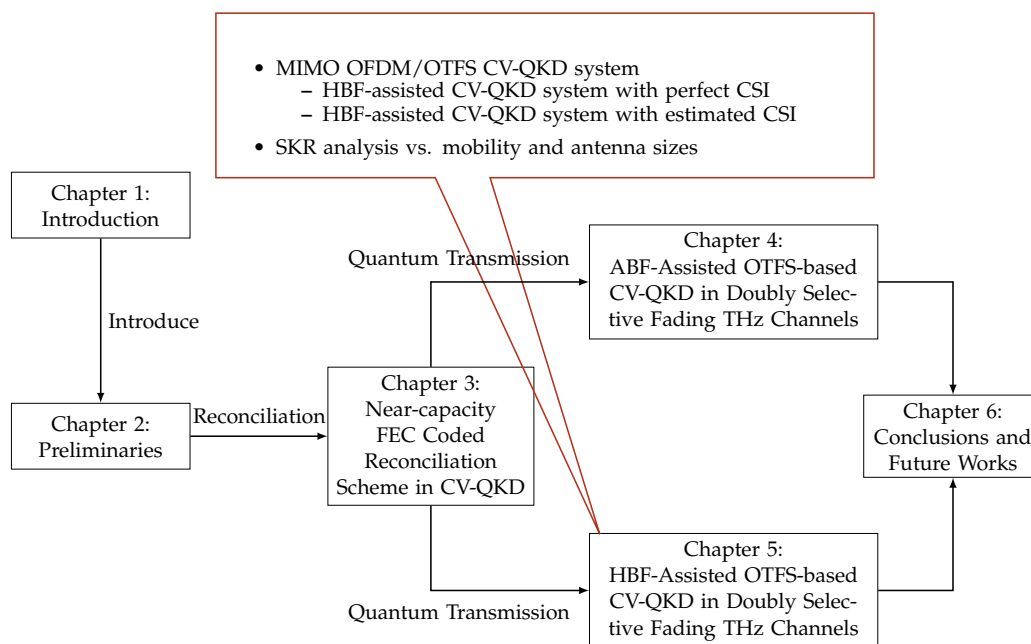 • MIMO OFDM/OTFS CV-QKD system
– HBF-assisted CV-QKD system with perfect CSI
– HBF-assisted CV-QKD system with estimated CSI
• SKR analysis vs. mobility and antenna sizes
Chapter 1:
Introduction
Introduce
Chapter 2:
Preliminaries
Reconciliation
Chapter 3:
Near-capacity
FEC Coded
Reconciliation
Scheme in CV-QKD
Quantum Transmission
Chapter 4:
ABF-Assisted OTFS-based
CV-QKD in Doubly Selec-
tive Fading THz Channels
Quantum Transmission
Chapter 5:
HBF-Assisted OTFS-based
CV-QKD in Doubly Selec-
tive Fading THz Channels
Chapter 6:
Conclusions and
Future Works